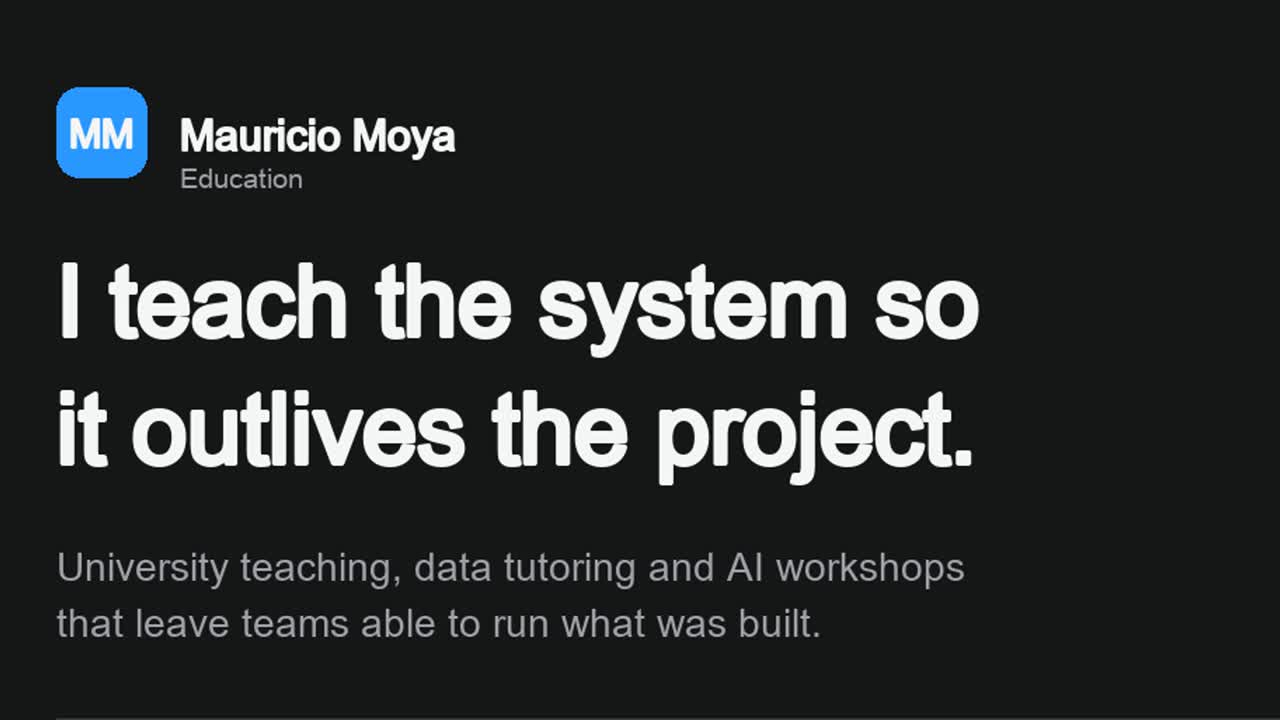 MM
Mauricio Moya
Education
I teach the system so
it outlives the project.
University teaching, data tutoring and AI workshops
that leave teams able to run what was built.